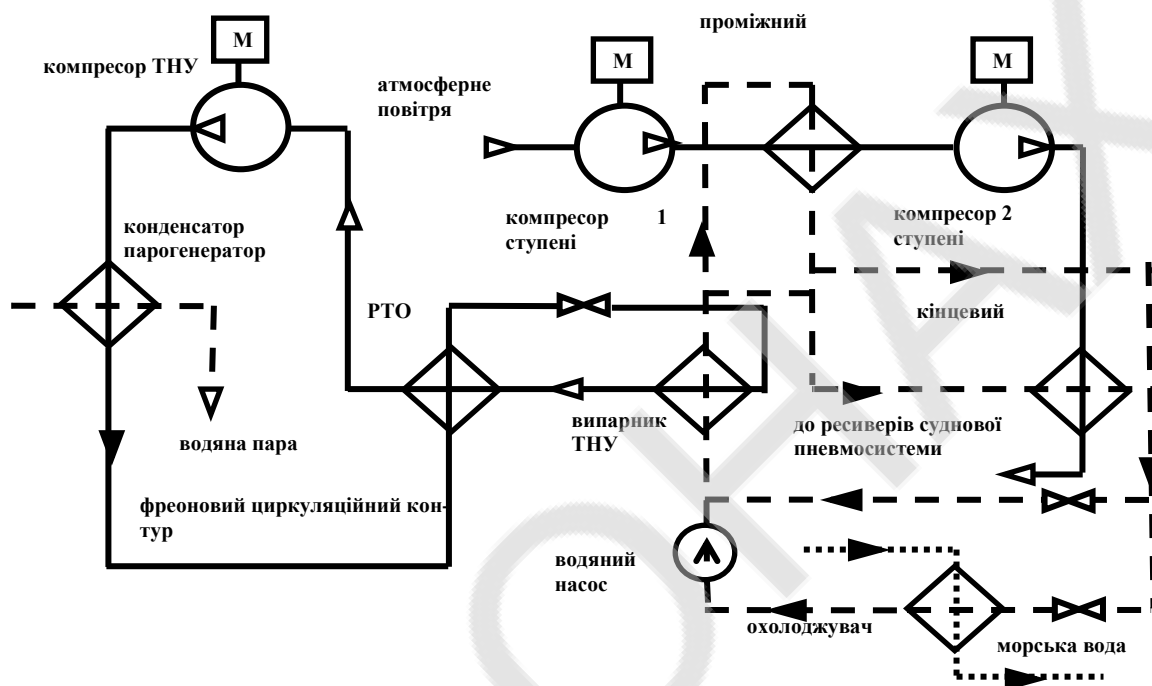 проміжний
М
М
М
компресор ТНУ
атмосферне
повітря
компресор 1
ступені
компресор 2
ступені
конденсатор
парогенератор
РТО
кінцевий
водяна пара
випарник
ТНУ
до ресиверів суднової
пневмосистеми
фреоновий циркуляційний кон-
тур
водяний
насос
охолоджувач
морська вода
ОНАХ